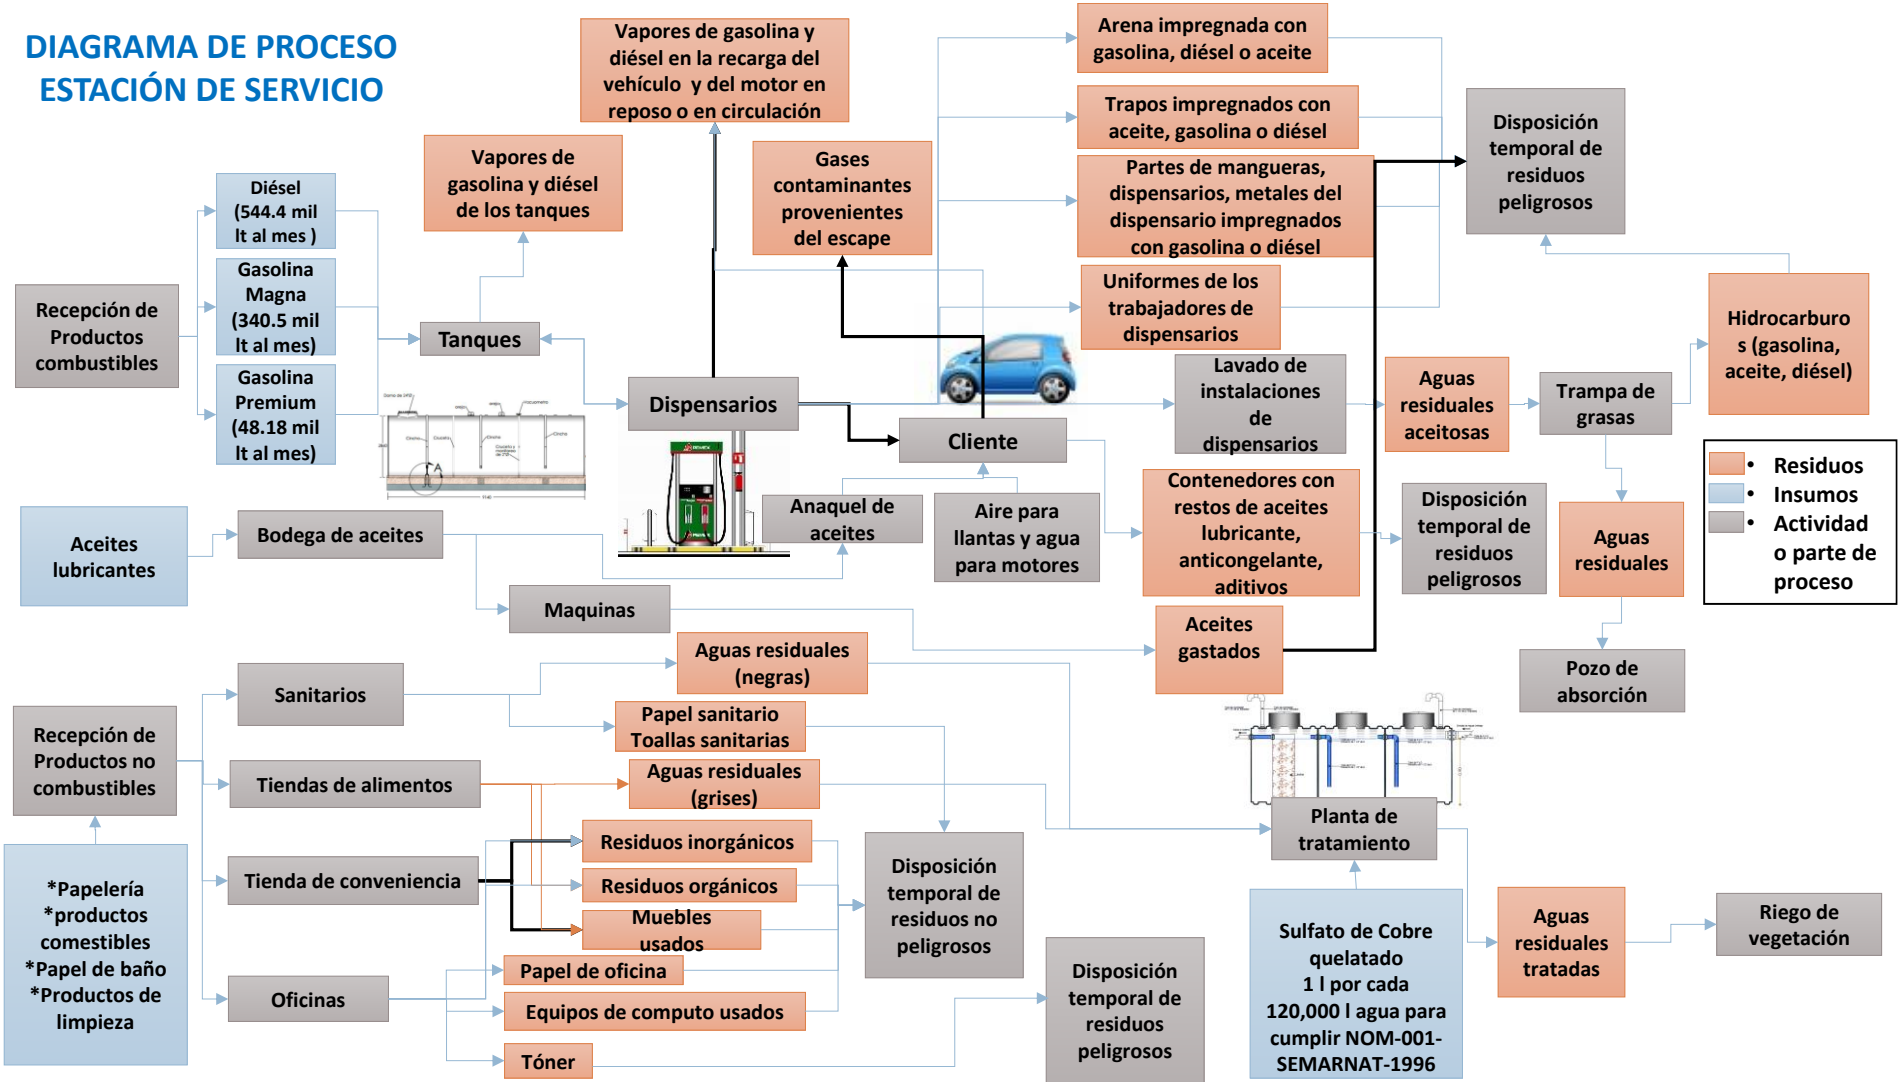 DIAGRAMA DE PROCESO
ESTACIÓN DE SERVICIO
Vapores de gasolina y
diésel en la recarga del
vehículo y del motor en
reposo o en circulación
Arena impregnada con
gasolina, diésel o aceite
Trapos impregnados con
aceite, gasolina o diésel
Disposición
temporal de
residuos
peligrosos
Vapores de
gasolina y diésel
de los tanques
Gases
contaminantes
provenientes
del escape
Partes de mangueras,
dispensarios, metales del
dispensario impregnados
con gasolina o diésel
Diésel
(544.4 mil
lt al mes )
Gasolina
Magna
(340.5 mil
lt al mes)
Gasolina
Premium
(48.18 mil
lt al mes)
Recepción de
Productos
combustibles
Tanques
Uniformes de los
trabajadores de
dispensarios
Hidrocarburo
s (gasolina,
aceite, diésel)
Dispensarios
Cliente
Lavado de
instalaciones
de
dispensarios
Aguas
residuales
aceitosas
Trampa de
grasas
• Residuos
• Insumos
• Actividad
o parte de
proceso
Aceites
lubricantes
Bodega de aceites
Anaquel de
aceites
Aire para
llantas y agua
para motores
Contenedores con
restos de aceites
lubricante,
anticongelante,
aditivos
Disposición
temporal de
residuos
peligrosos
Aguas
residuales
Maquinas
Aceites
gastados
Pozo de
absorción
Sanitarios
Aguas residuales
(negras)
Papel sanitario
Toallas sanitarias
Recepción de
Productos no
combustibles
Tiendas de alimentos
Aguas residuales
(grises)
Planta de
tratamiento
Residuos inorgánicos
Tienda de conveniencia
Residuos orgánicos
Muebles
usados
Disposición
temporal de
residuos no
peligrosos
*Papelería
*productos
comestibles
*Papel de baño
*Productos de
limpieza
Oficinas
Papel de oficina
Equipos de computo usados
Tóner
Disposición
temporal de
residuos
peligrosos
Sulfato de Cobre
quelatado
1 l por cada
120,000 l agua para
cumplir NOM-001-
SEMARNAT-1996
Aguas
residuales
tratadas
Riego de
vegetación